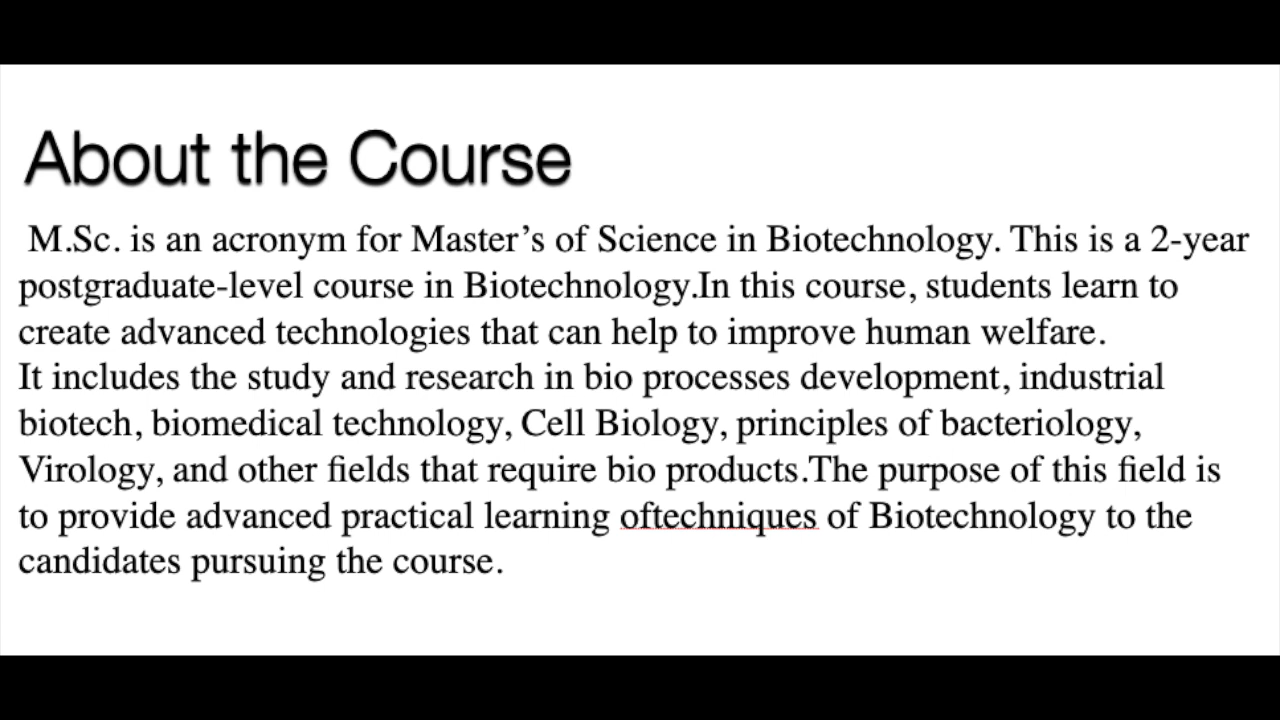 About the Course
M.Sc. is an acronym for Master’s of Science in Biotechnology. This is a 2-year
postgraduate-level course in Biotechnology.In this course, students learn to
create advanced technologies that can help to improve human welfare.
It includes the study and research in bio processes development, industrial
biotech, biomedical technology, Cell Biology, principles of bacteriology,
Virology, and other fields that require bio products.The purpose of this field is
to provide advanced practical learning oftechniques of Biotechnology to the
candidates pursuing the course.